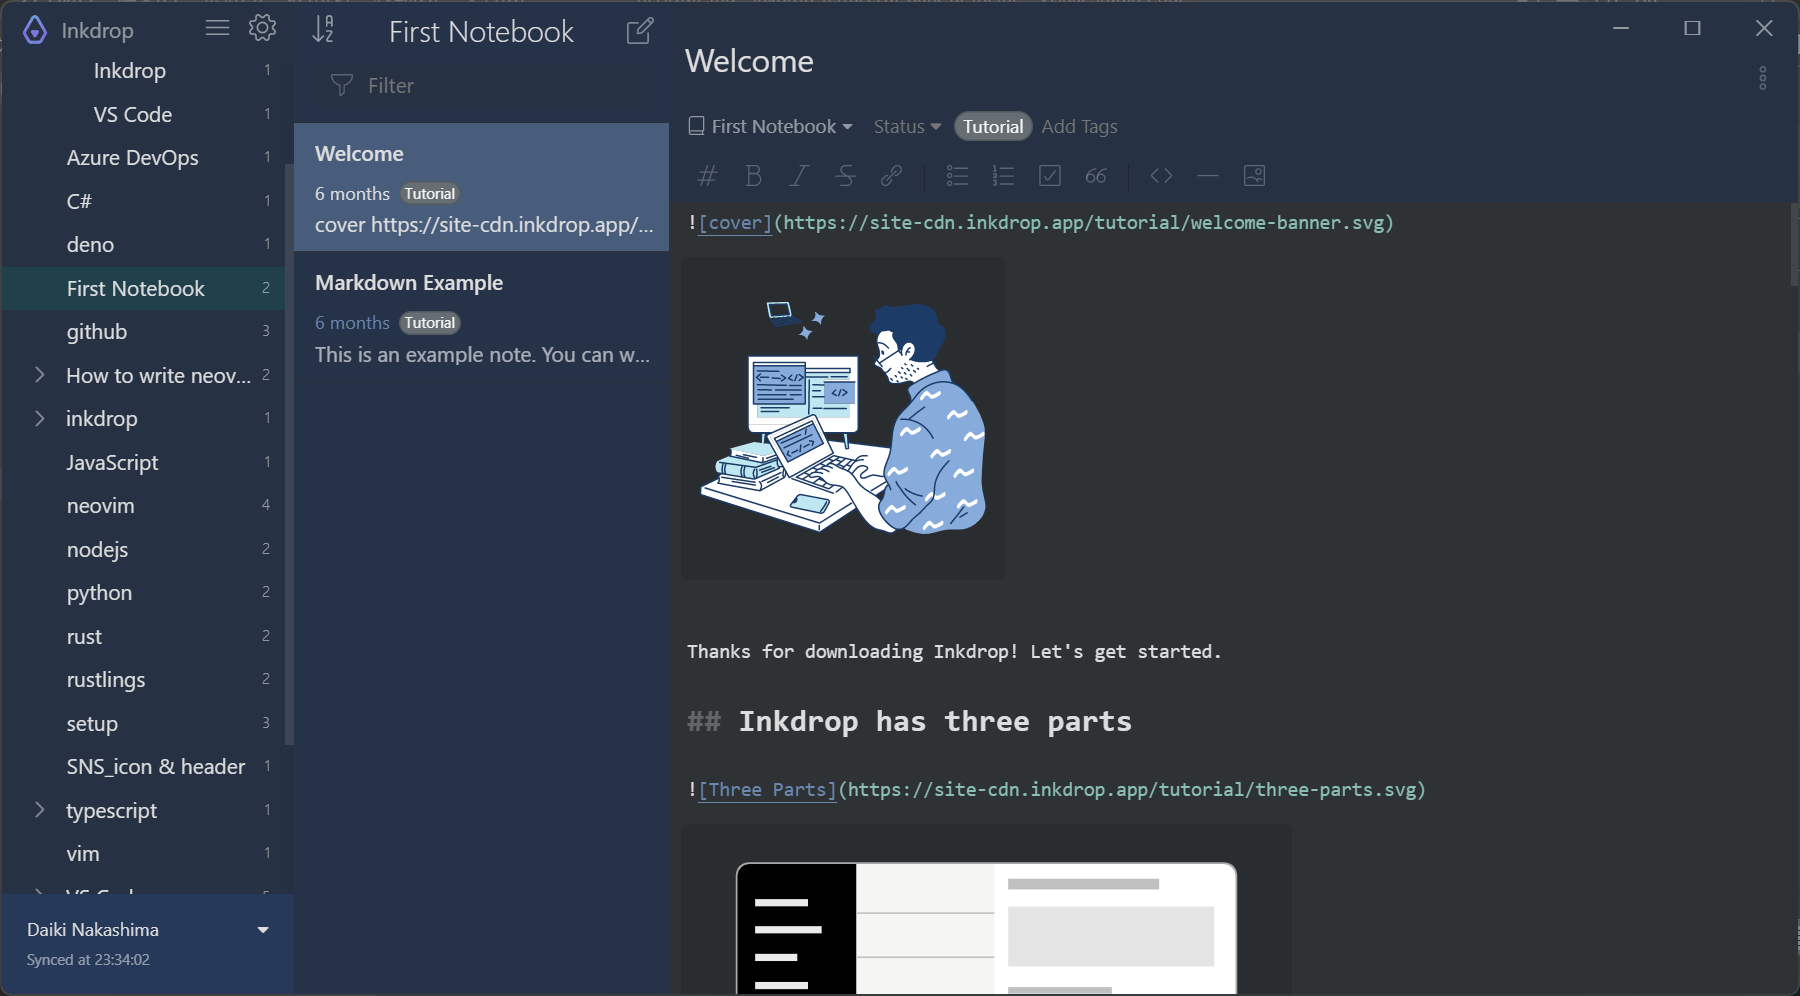 Inkdrop
Inkdrop 1
VS Code 1
Azure DevOps 1
C# 1
deno 1
First Notebook 2
github 3
How to write neov... 2
inkdrop 1
JavaScript 1
neovim 4
nodejs 2
python 2
rust 2
rustlings 2
setup 3
SNS_icon & header 1
typescript 1
vim 1
Daiki Nakashima
Synced at 23:34:02
First Notebook
Filter
Welcome
6 months Tutorial
cover https://site-cdn.inkdrop.app/...
Markdown Example
6 months Tutorial
This is an example note. You can w...
Welcome
First Notebook Status Tutorial Add Tags
![cover](https://site-cdn.inkdrop.app/tutorial/welcome-banner.svg)
Thanks for downloading Inkdrop! Let's get started.
## Inkdrop has three parts
![Three Parts](https://site-cdn.inkdrop.app/tutorial/three-parts.svg)